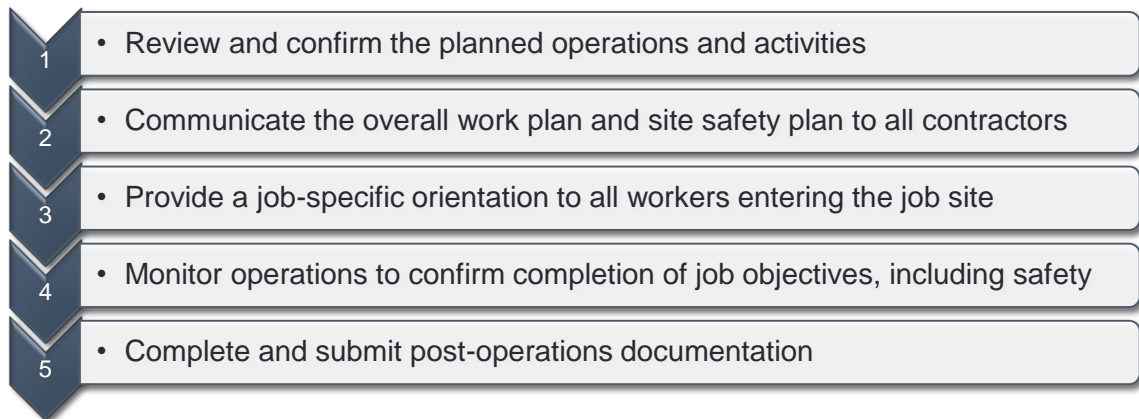 1 • Review and confirm the planned operations and activities
2 • Communicate the overall work plan and site safety plan to all contractors
3 • Provide a job-specific orientation to all workers entering the job site
4 • Monitor operations to confirm completion of job objectives, including safety
5 • Complete and submit post-operations documentation